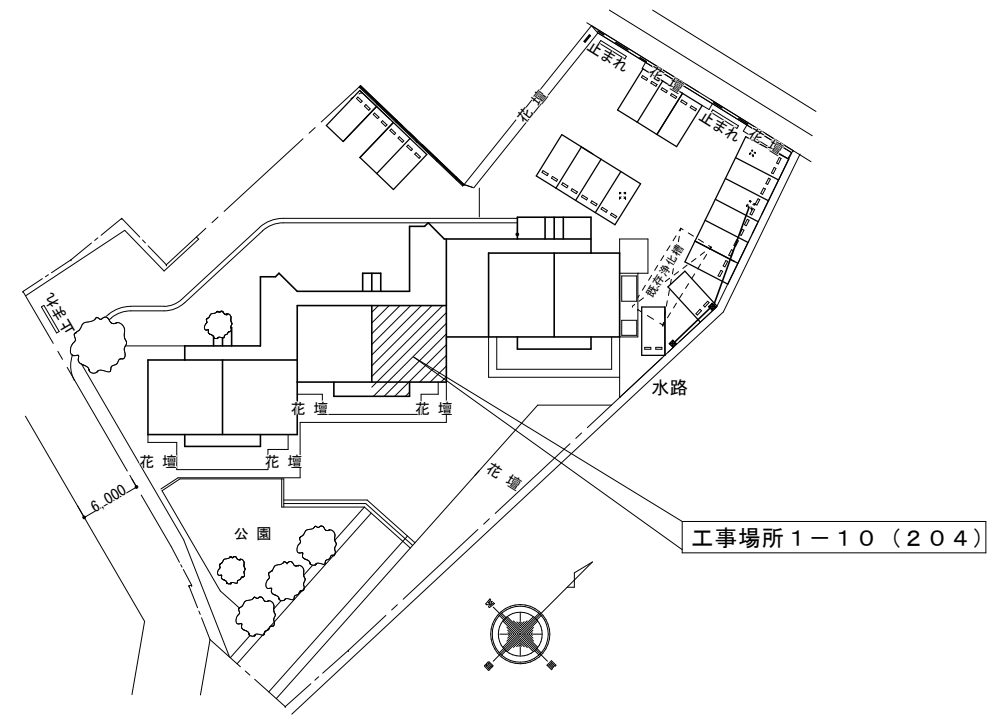 止まれ
花 壇
花 壇
止まれ
花 壇
既存浄化槽
止まれ
水路
花 壇
花 壇
花 壇
花 壇
花 壇
6,000
公 園
工事場所１－１０（２０４）